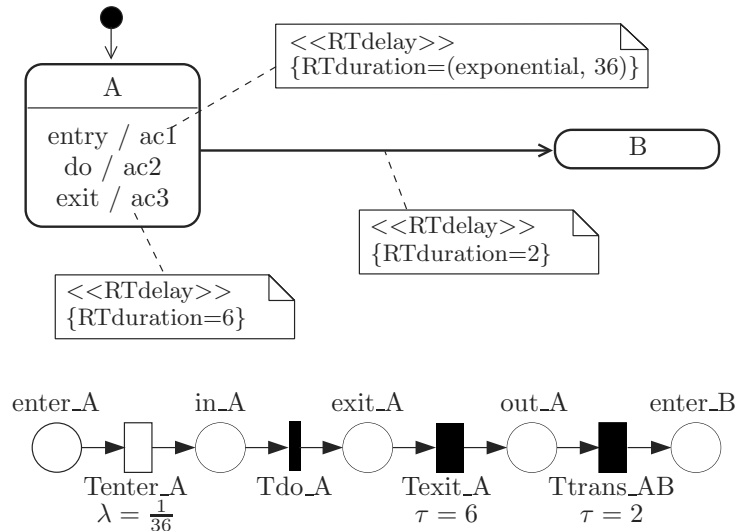 <<RTdelay>>
{RTduration=(exponential, 36)}
A
entry / ac1
do / ac2
exit / ac3
B
<<RTdelay>>
{RTduration=2}
<<RTdelay>>
{RTduration=6}
enter_A in_A exit_A out_A enter_B
Tenter_A Tdo_A Texit_A Ttrans_AB
λ = 1/36 τ = 6 τ = 2